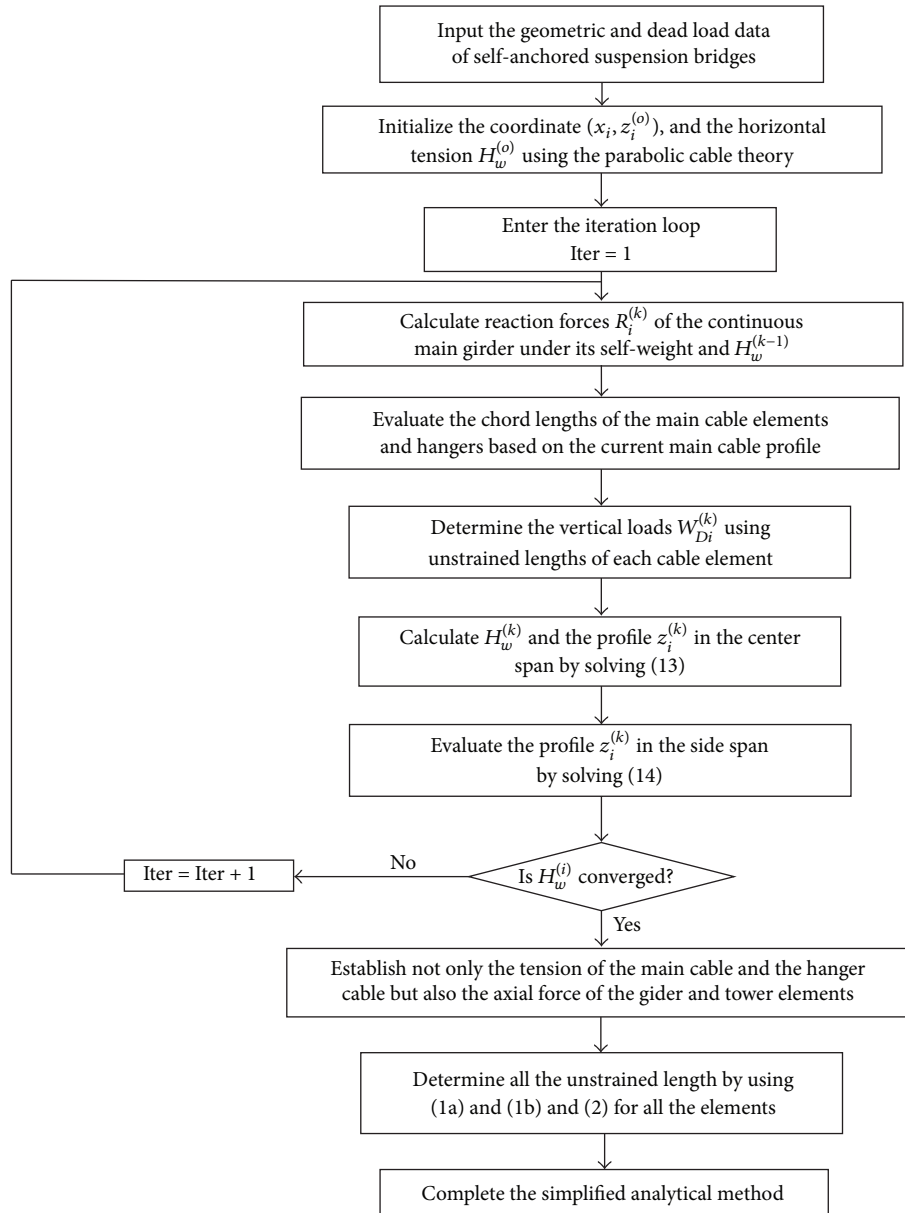 Input the geometric and dead load data
of self-anchored suspension bridges
Initialize the coordinate (x_i, z_i^{(o)}), and the horizontal
tension H_w^{(o)} using the parabolic cable theory
Enter the iteration loop
Iter = 1
Calculate reaction forces R_i^{(k)} of the continuous
main girder under its self-weight and H_w^{(k−1)}
Evaluate the chord lengths of the main cable elements
and hangers based on the current main cable profile
Determine the vertical loads W_{Di}^{(k)} using
unstrained lengths of each cable element
Calculate H_w^{(k)} and the profile z_i^{(k)} in the center
span by solving (13)
Evaluate the profile z_i^{(k)} in the side span
by solving (14)
Iter = Iter + 1
No
Is H_w^{(i)} converged?
Yes
Establish not only the tension of the main cable and the hanger
cable but also the axial force of the gider and tower elements
Determine all the unstrained length by using
(1a) and (1b) and (2) for all the elements
Complete the simplified analytical method